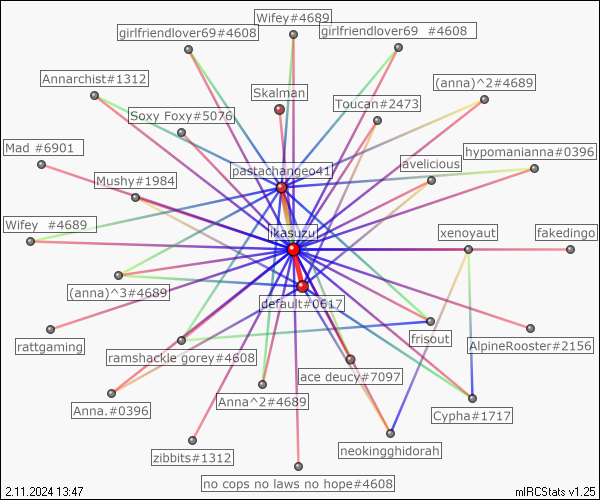 Wifey#4689
girlfriendlover69#4608
girlfriendlover69 #4608
Annarchist#1312
Skalman
(anna)^2#4689
Soxy Foxy#5076
Toucan#2473
Mad #6901
hypomanianna#0396
pastachangeo41
avelicious
Mushy#1984
Wifey #4689
ikasuzu
xenoyaut
fakedingo
(anna)^3#4689
default#0617
rattgaming
ramshackle gorey#4608
frisout
AlpineRooster#2156
ace deucy#7097
Anna.#0396
Anna^2#4689
Cypha#1717
zibbits#1312
neokingghidorah
no cops no laws no hope#4608
2.11.2024 13:47
mIRCStats v1.25